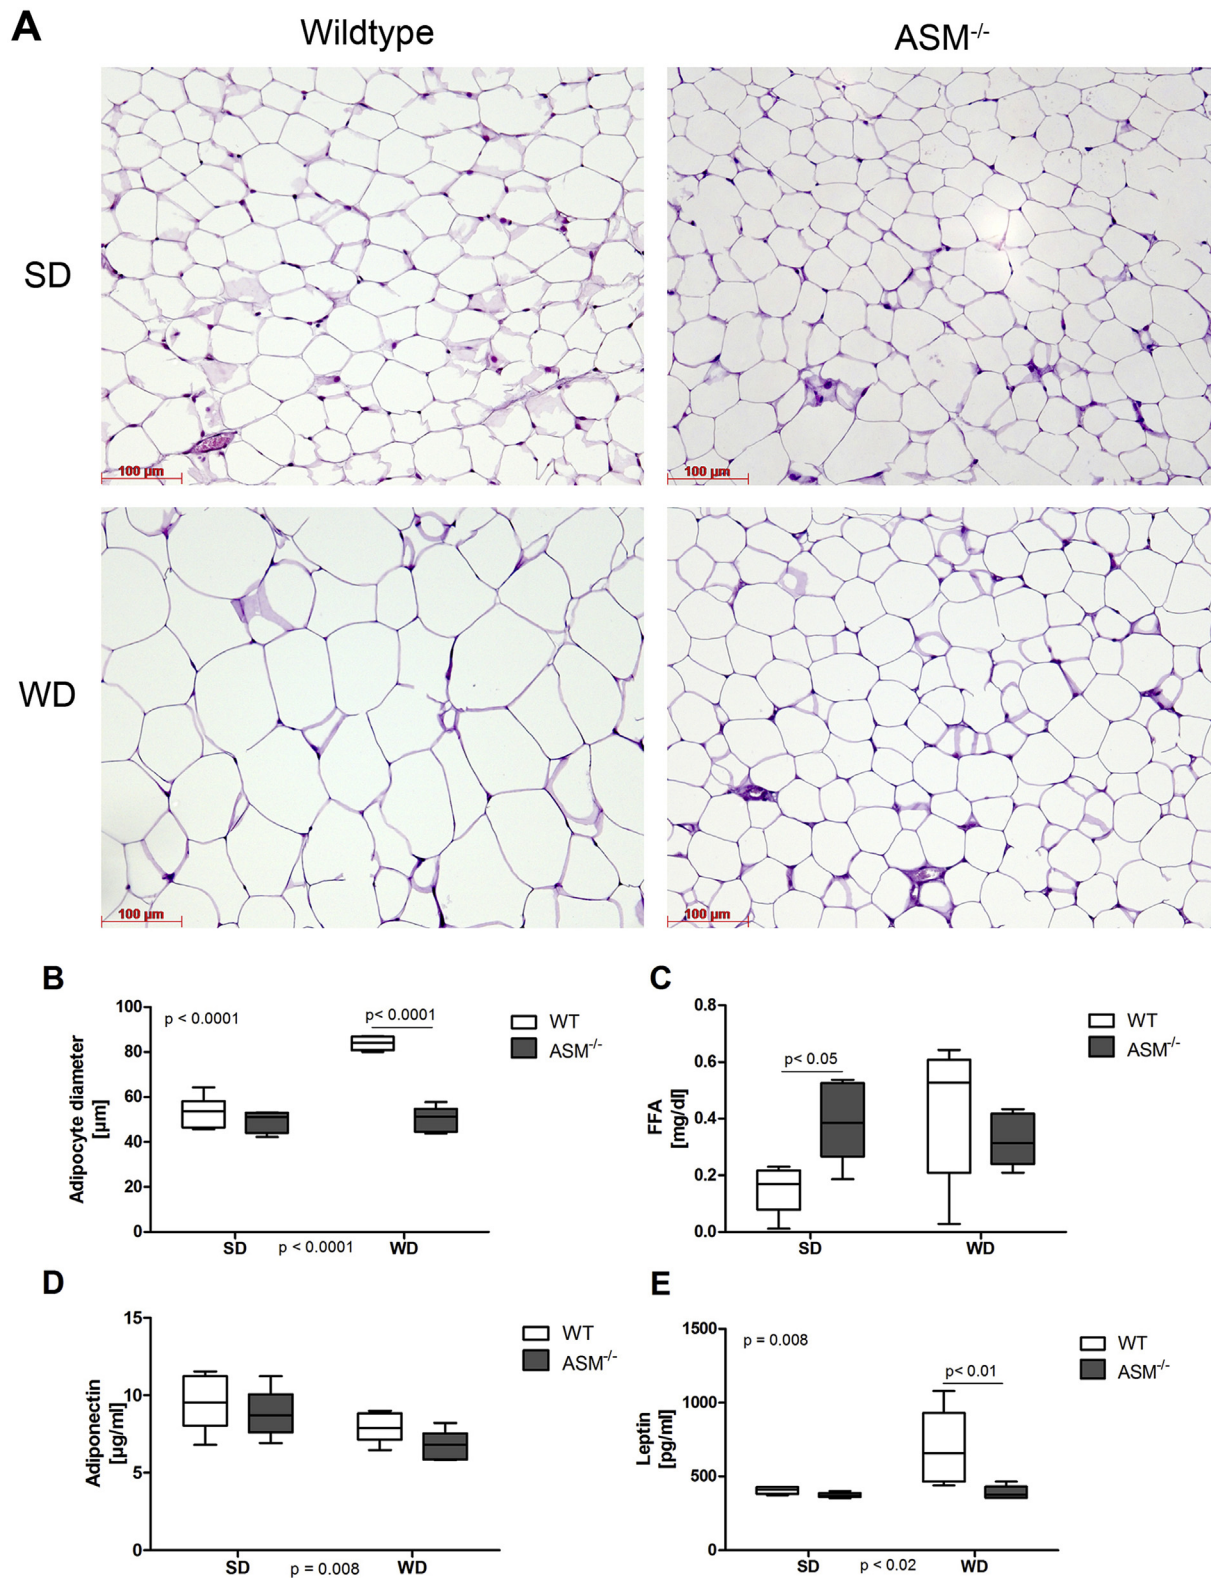 A
Wildtype
ASM-/-
SD
100 µm
100 µm
WD
100 µm
100 µm
B
Adipocyte diameter
[µm]
100
80
60
40
20
0
p < 0.0001
p< 0.0001
WT
ASM-/-
SD
p < 0.0001
WD
C
FFA
[mg/dl]
0.8
0.6
0.4
0.2
0.0
p< 0.05
WT
ASM-/-
SD
WD
D
Adiponectin
[µg/ml]
15
10
5
0
WT
ASM-/-
SD
p = 0.008
WD
E
Leptin
[pg/ml]
1500
1000
500
0
p = 0.008
p< 0.01
WT
ASM-/-
SD
p < 0.02
WD